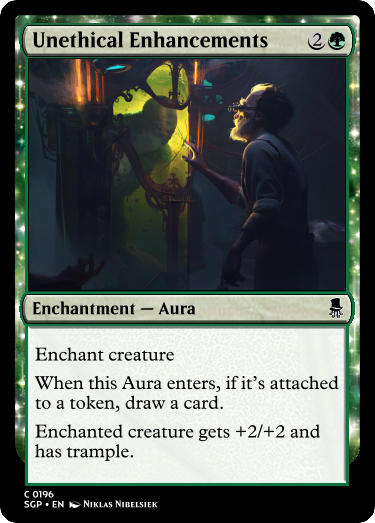 Unethical Enhancements 2
Enchantment — Aura
Enchant creature
When this Aura enters, if it's attached
to a token, draw a card.
Enchanted creature gets +2/+2 and
has trample.
C 0196
SGP • EN Niklas Nibelsiek